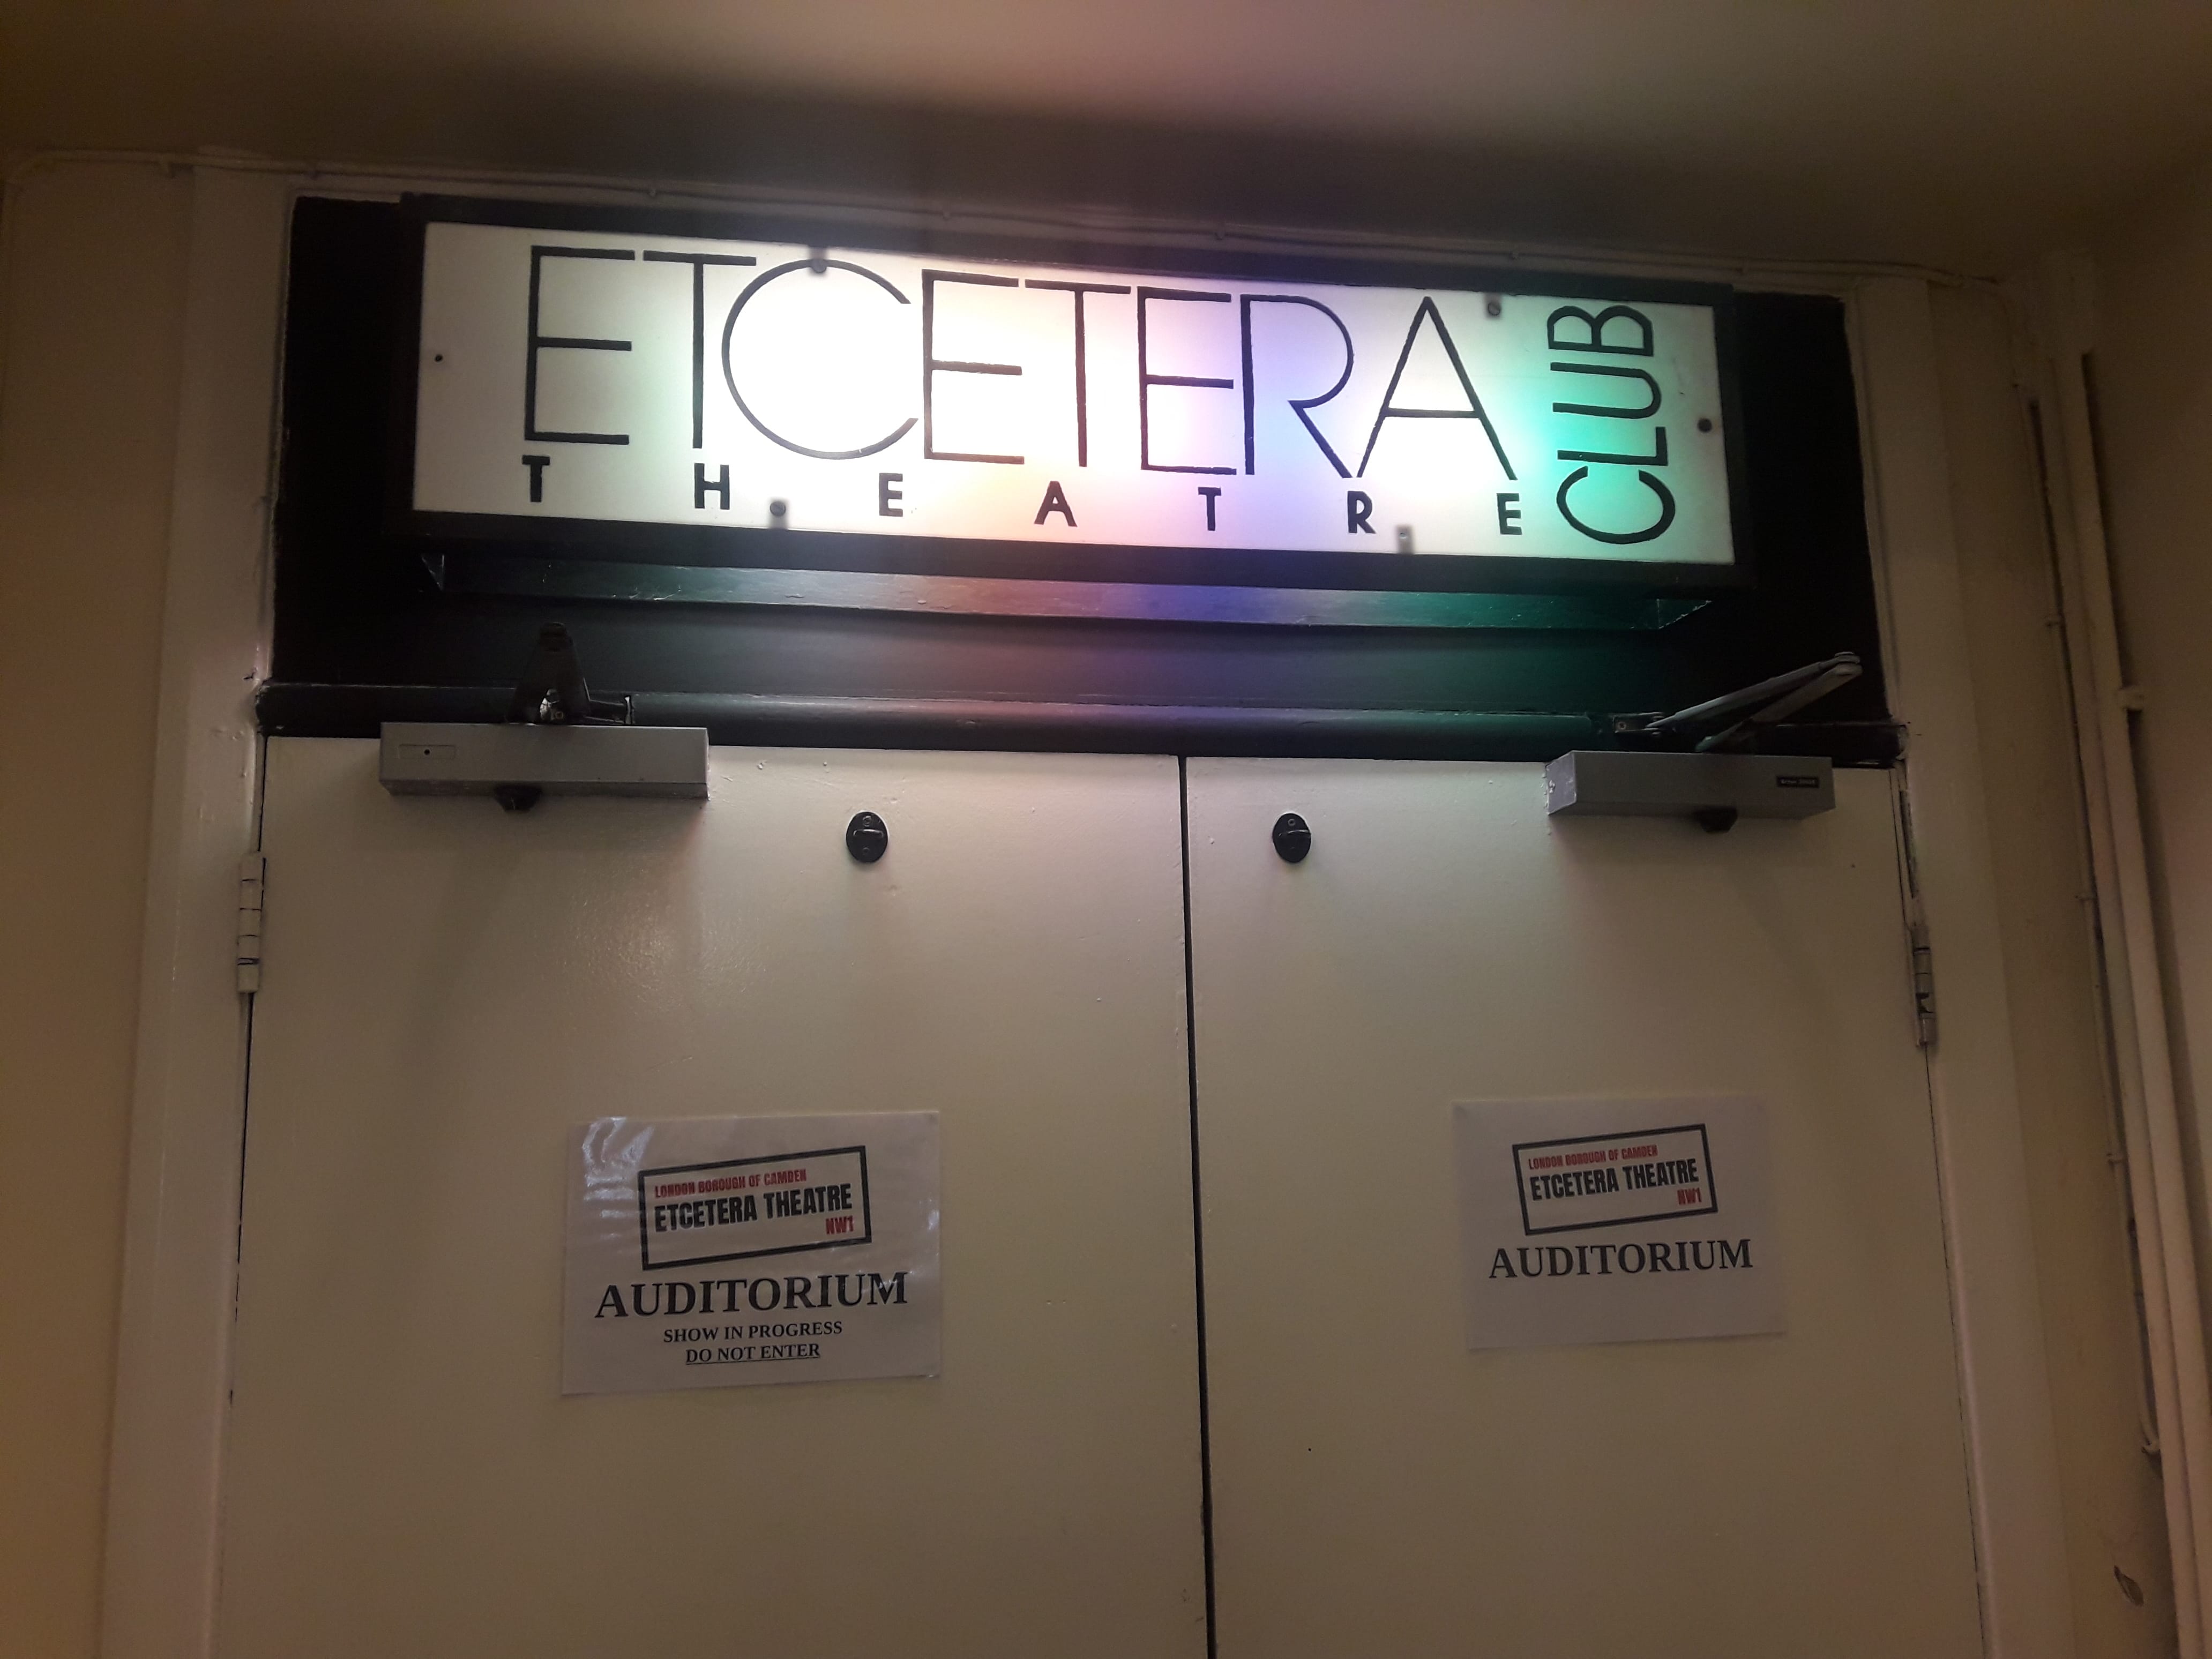 ETCETERA
THEATRE
CLUB
LONDON BOROUGH OF CAMDEN
ETCETERA THEATRE
NW1
AUDITORIUM
SHOW IN PROGRESS
DO NOT ENTER
LONDON BOROUGH OF CAMDEN
ETCETERA THEATRE
NW1
AUDITORIUM